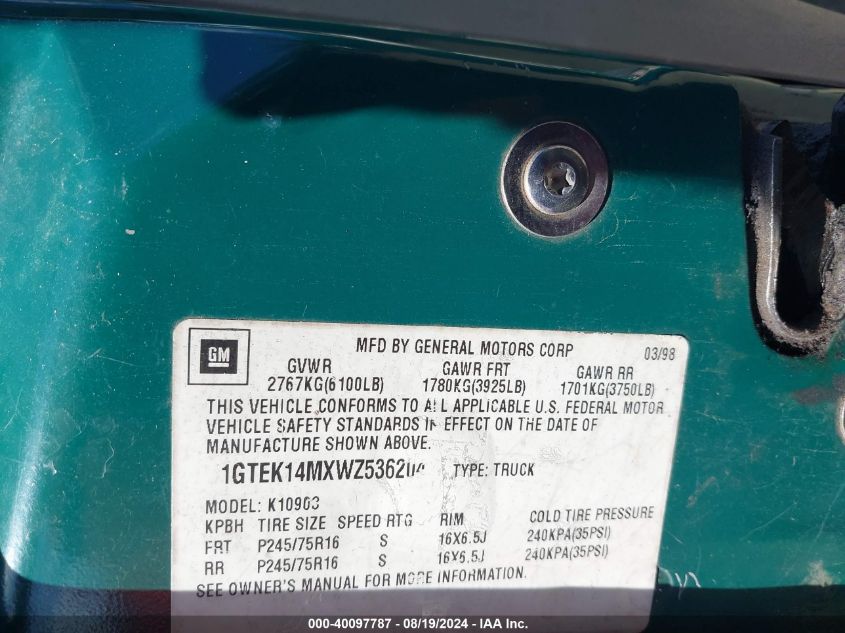 GM
MFD BY GENERAL MOTORS CORP 03/98
GVWR GAWR FRT GAWR RR
2767KG(6100LB) 1780KG(3925LB) 1701KG(3750LB)
THIS VEHICLE CONFORMS TO ALL APPLICABLE U.S. FEDERAL MOTOR
VEHICLE SAFETY STANDARDS IN EFFECT ON THE DATE OF
MANUFACTURE SHOWN ABOVE.
1GTEK14MXWZ536204 TYPE: TRUCK
MODEL: K10903
KPBH TIRE SIZE SPEED RTG RIM COLD TIRE PRESSURE
FRT P245/75R16 S 16X6.5J 240KPA(35PSI)
RR P245/75R16 S 16X6.5J 240KPA(35PSI)
SEE OWNER'S MANUAL FOR MORE INFORMATION.
000-40097787 - 08/19/2024 - IAA Inc.